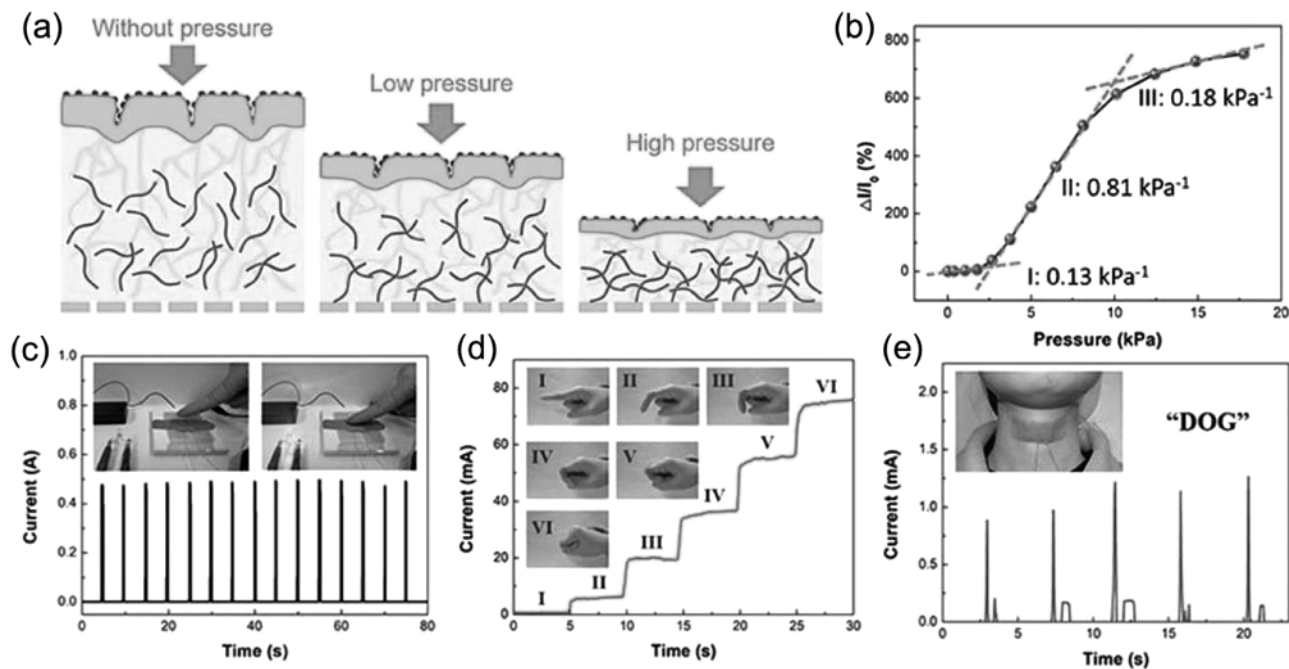 (a)
Without pressure
Low pressure
High pressure
(b)
800
600
400
200
0
ΔI/I₀ (%)
III: 0.18 kPa⁻¹
II: 0.81 kPa⁻¹
I: 0.13 kPa⁻¹
0 5 10 15 20
Pressure (kPa)
(c)
1.0
0.8
0.6
0.4
0.2
0.0
Current (A)
0 10 20 30 40 50 60 70 80
Time (s)
(d)
80
60
40
20
0
Current (mA)
I II III
IV V
VI
I
II
III
IV
V
VI
0 5 10 15 20 25 30
Time (s)
(e)
2.0
1.5
1.0
0.5
0.0
Current (mA)
“DOG”
0 5 10 15 20
Time (s)